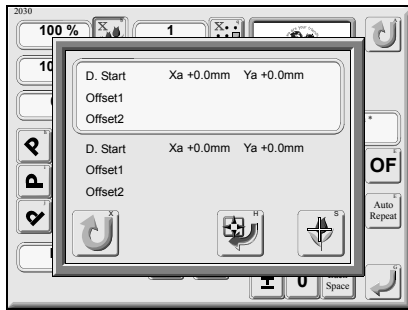 2030
100 %
X
1
X
10
D. Start Xa +0.0mm Ya +0.0mm
Offset1
Offset2
D. Start Xa +0.0mm Ya +0.0mm
Offset1
Offset2
P
P
P
OF
Auto
Repeat
X
H
S
0
Space
G